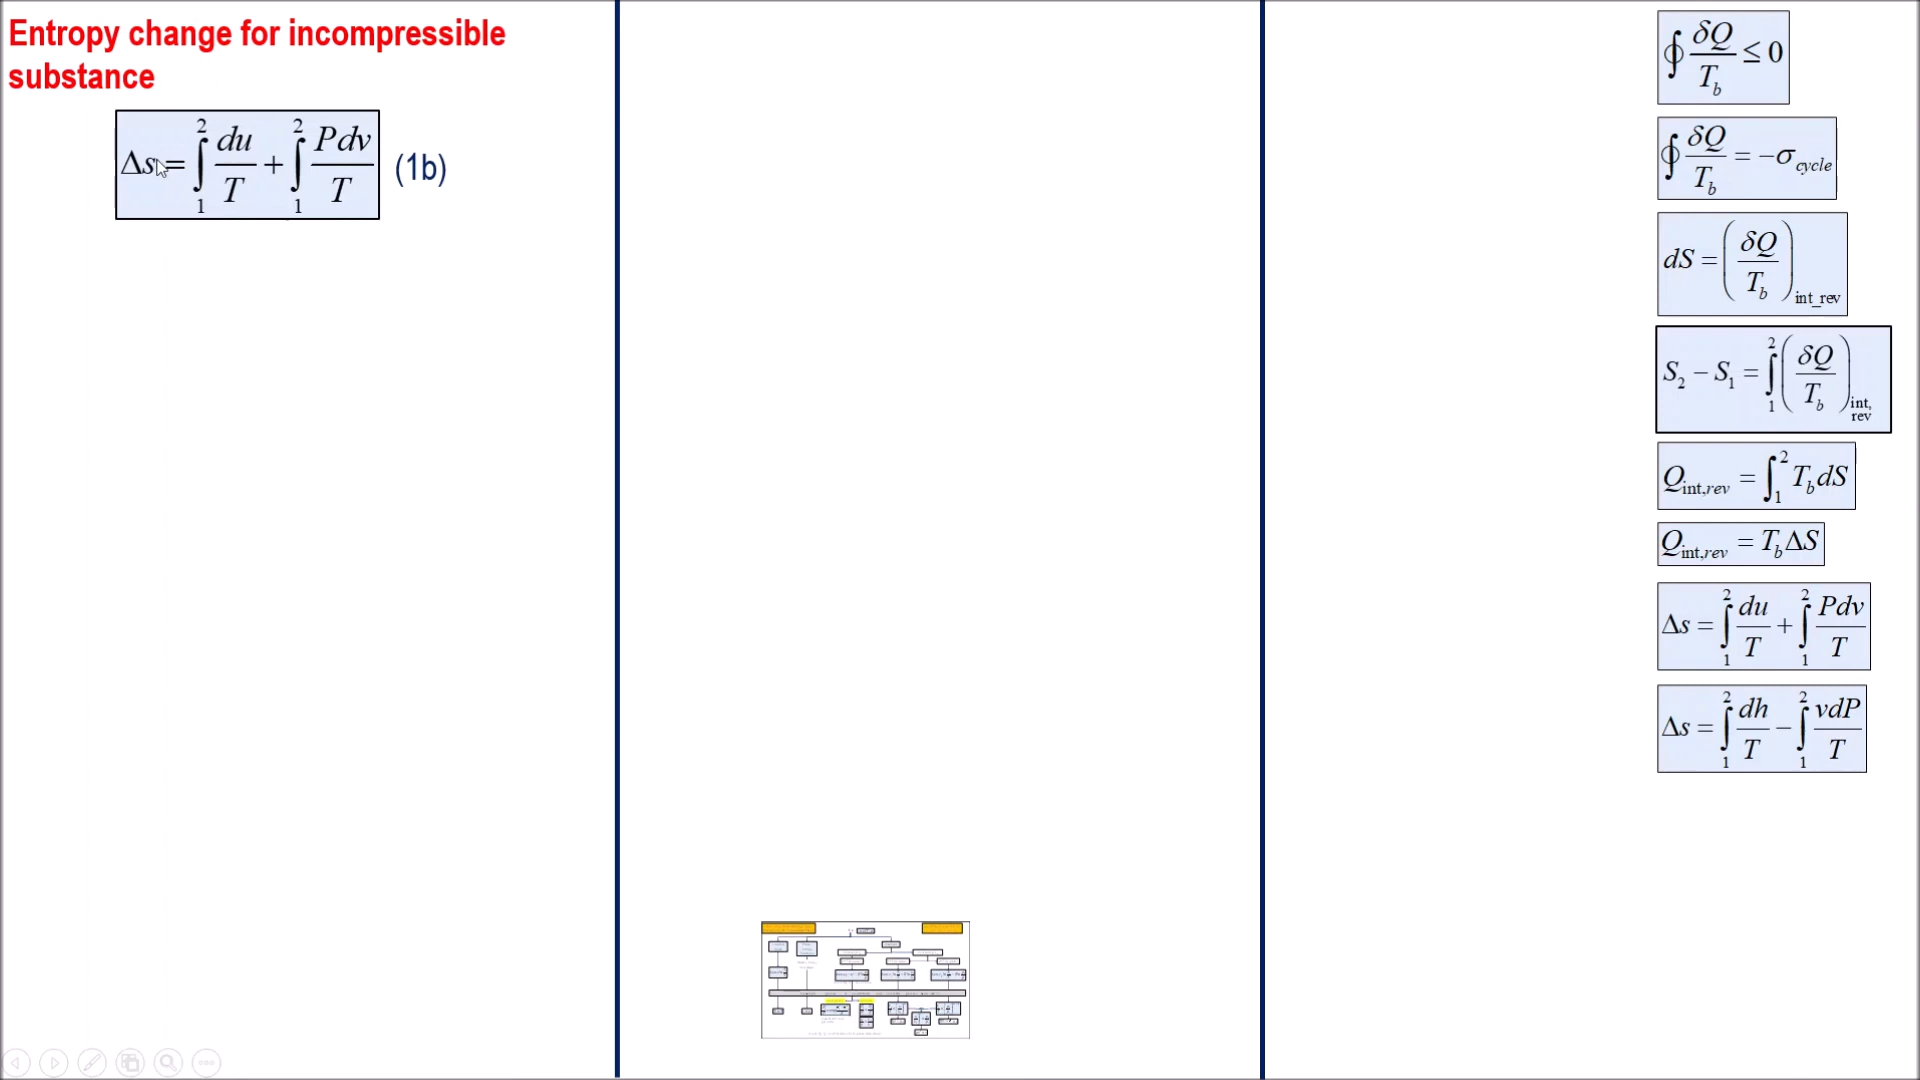 Entropy change for incompressible
substance
Δs = ∫₁² du/T + ∫₁² Pdv/T (1b)
∮ δQ/T_b ≤ 0
∮ δQ/T_b = −σ_cycle
dS = (δQ/T_b)_int_rev
S₂ − S₁ = ∫₁² (δQ/T_b)_int, rev
Q_int,rev = ∫₁² T_b dS
Q_int,rev = T_b ΔS
Δs = ∫₁² du/T + ∫₁² Pdv/T
Δs = ∫₁² dh/T − ∫₁² vdP/T